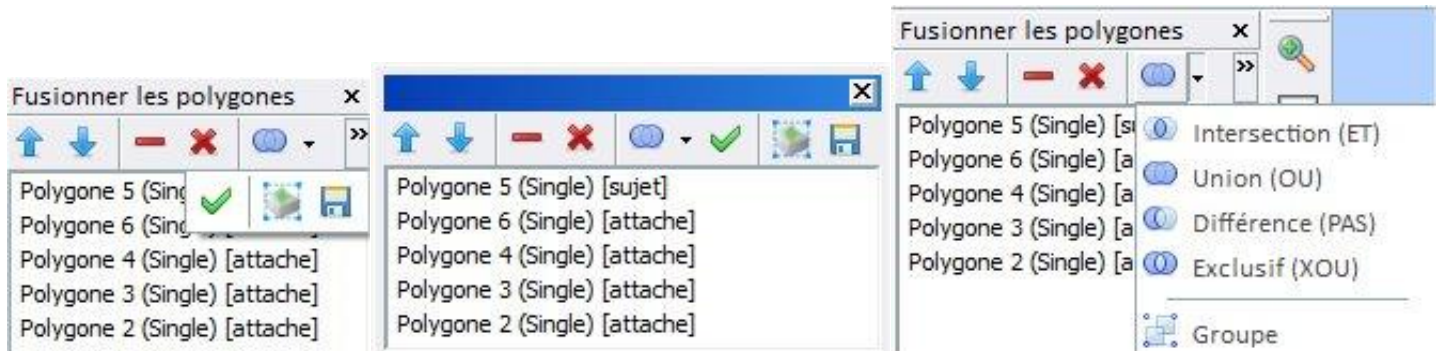 Fusionner les polygones
Polygone 5 (Sing
Polygone 6 (Sing
Polygone 4 (Single) [attache]
Polygone 3 (Single) [attache]
Polygone 2 (Single) [attache]
Polygone 5 (Single) [sujet]
Polygone 6 (Single) [attache]
Polygone 4 (Single) [attache]
Polygone 3 (Single) [attache]
Polygone 2 (Single) [attache]
Fusionner les polygones
Polygone 5 (Single) [su
Polygone 6 (Single) [a
Polygone 4 (Single) [a
Polygone 3 (Single) [a
Polygone 2 (Single) [a
Intersection (ET)
Union (OU)
Différence (PAS)
Exclusif (XOU)
Groupe